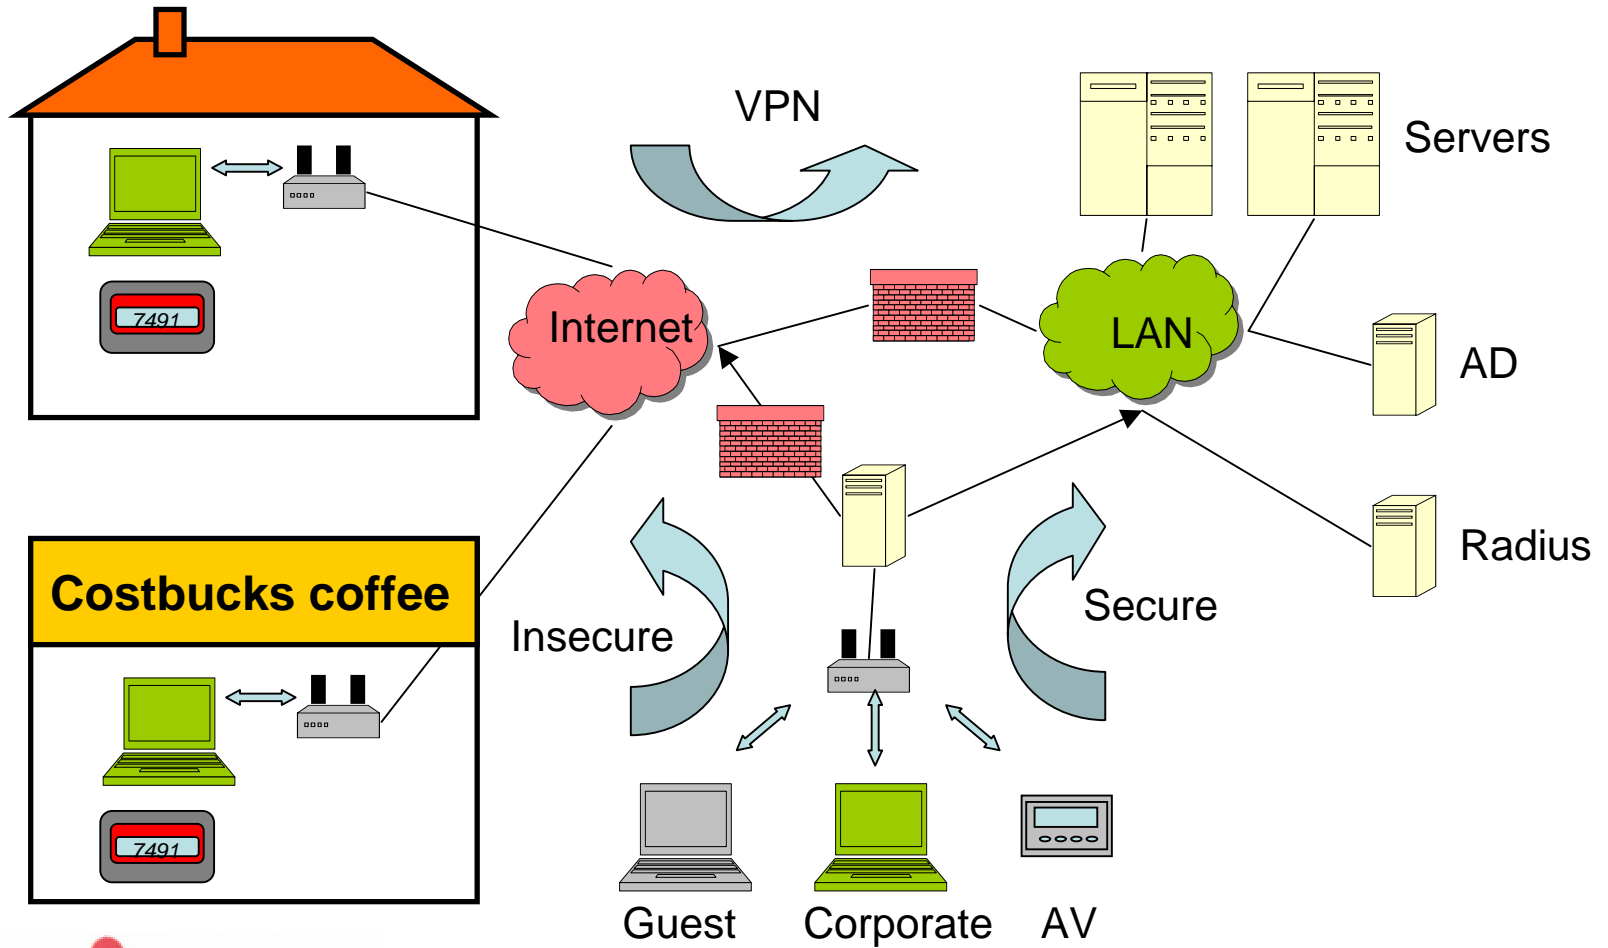 VPN
Servers
7491
Internet
LAN
AD
Costbucks coffee
Insecure
Secure
Radius
7491
Guest
Corporate
AV